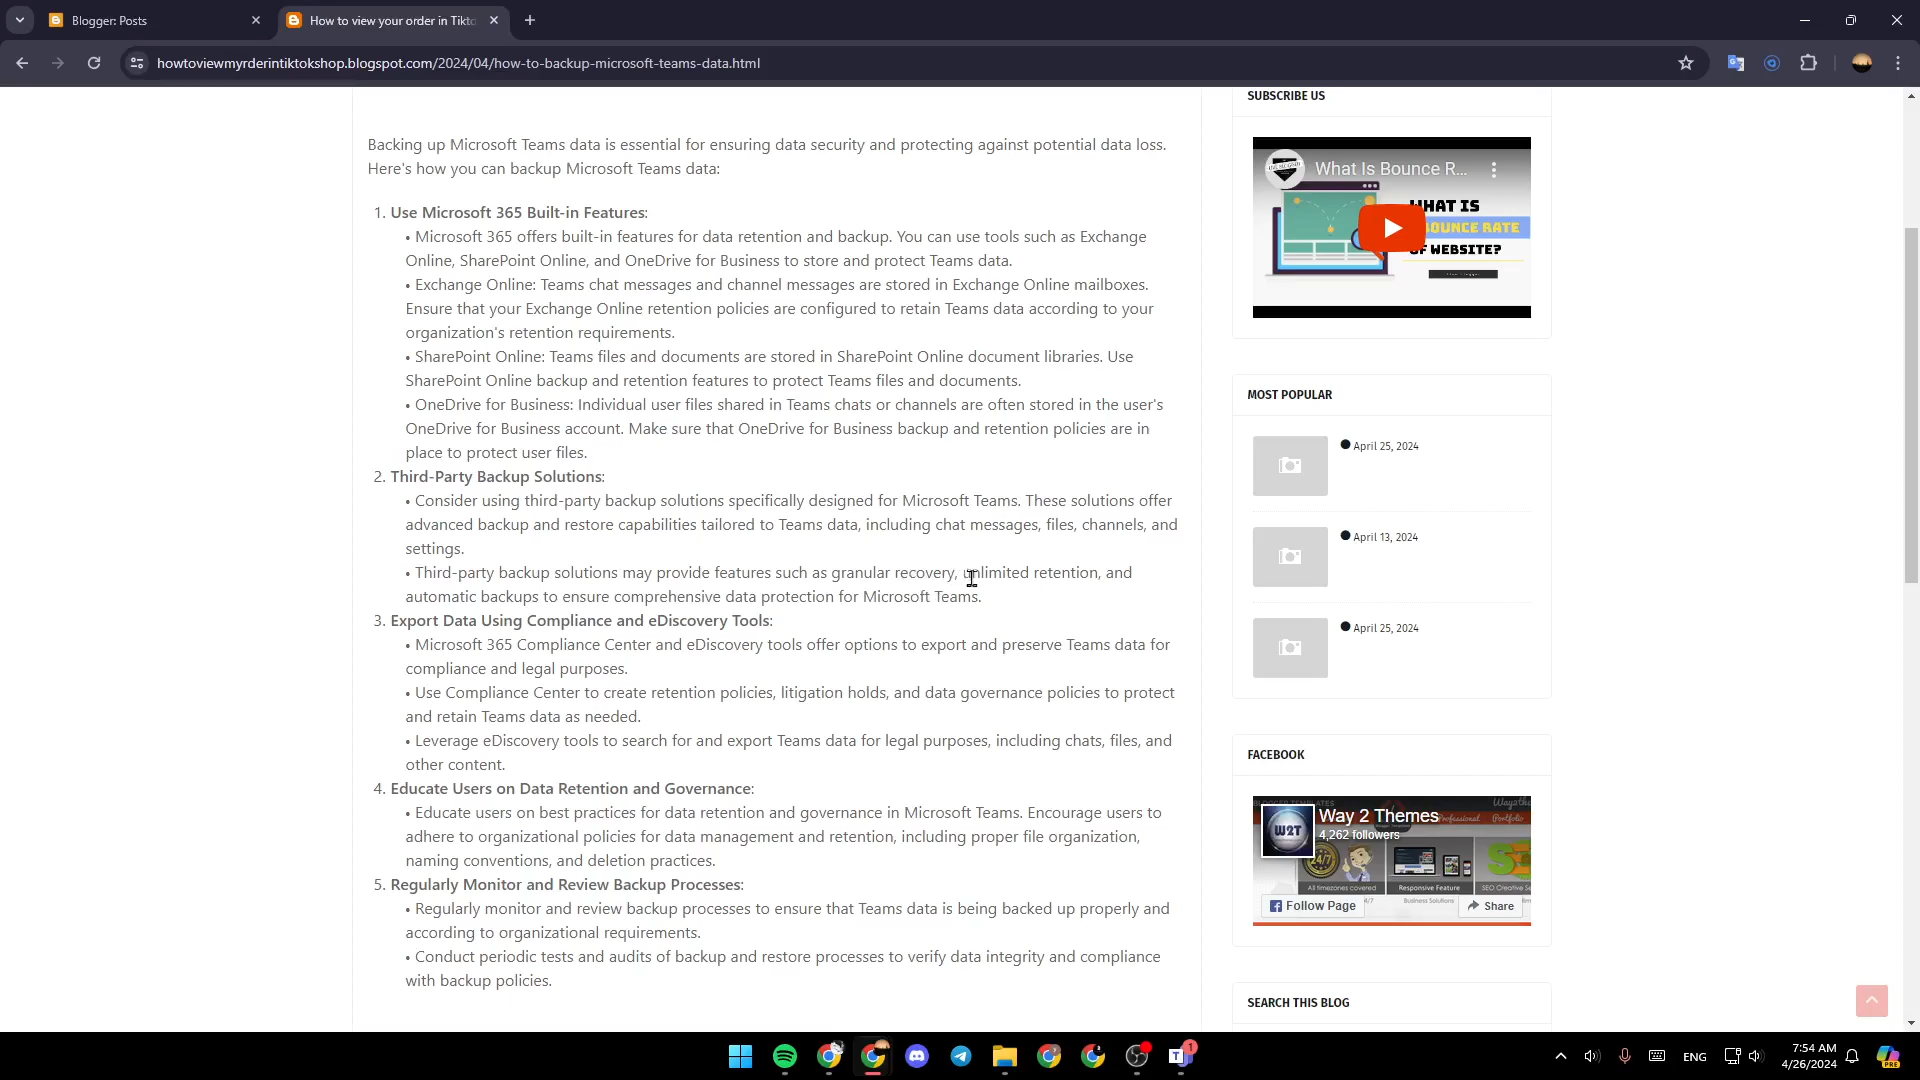 Blogger: Posts
How to view your order in Tikto
howtoviewmyrderintiktokshop.blogspot.com/2024/04/how-to-backup-microsoft-teams-data.html
Backing up Microsoft Teams data is essential for ensuring data security and protecting against potential data loss.
Here's how you can backup Microsoft Teams data:
1. Use Microsoft 365 Built-in Features:
• Microsoft 365 offers built-in features for data retention and backup. You can use tools such as Exchange
Online, SharePoint Online, and OneDrive for Business to store and protect Teams data.
• Exchange Online: Teams chat messages and channel messages are stored in Exchange Online mailboxes.
Ensure that your Exchange Online retention policies are configured to retain Teams data according to your
organization's retention requirements.
• SharePoint Online: Teams files and documents are stored in SharePoint Online document libraries. Use
SharePoint Online backup and retention features to protect Teams files and documents.
• OneDrive for Business: Individual user files shared in Teams chats or channels are often stored in the user's
OneDrive for Business account. Make sure that OneDrive for Business backup and retention policies are in
place to protect user files.
2. Third-Party Backup Solutions:
• Consider using third-party backup solutions specifically designed for Microsoft Teams. These solutions offer
advanced backup and restore capabilities tailored to Teams data, including chat messages, files, channels, and
settings.
• Third-party backup solutions may provide features such as granular recovery, unlimited retention, and
automatic backups to ensure comprehensive data protection for Microsoft Teams.
3. Export Data Using Compliance and eDiscovery Tools:
• Microsoft 365 Compliance Center and eDiscovery tools offer options to export and preserve Teams data for
compliance and legal purposes.
• Use Compliance Center to create retention policies, litigation holds, and data governance policies to protect
and retain Teams data as needed.
• Leverage eDiscovery tools to search for and export Teams data for legal purposes, including chats, files, and
other content.
4. Educate Users on Data Retention and Governance:
• Educate users on best practices for data retention and governance in Microsoft Teams. Encourage users to
adhere to organizational policies for data management and retention, including proper file organization,
naming conventions, and deletion practices.
5. Regularly Monitor and Review Backup Processes:
• Regularly monitor and review backup processes to ensure that Teams data is being backed up properly and
according to organizational requirements.
• Conduct periodic tests and audits of backup and restore processes to verify data integrity and compliance
with backup policies.
SUBSCRIBE US
What Is Bounce R...
WHAT IS
BOUNCE RATE
OF WEBSITE?
MOST POPULAR
April 25, 2024
April 13, 2024
April 25, 2024
FACEBOOK
W2T
Way 2 Themes
4,262 followers
24/7
All timezones covered
Responsive Feature
Follow Page
Share
SEARCH THIS BLOG
1
ENG
7:54 AM
4/26/2024
PRE